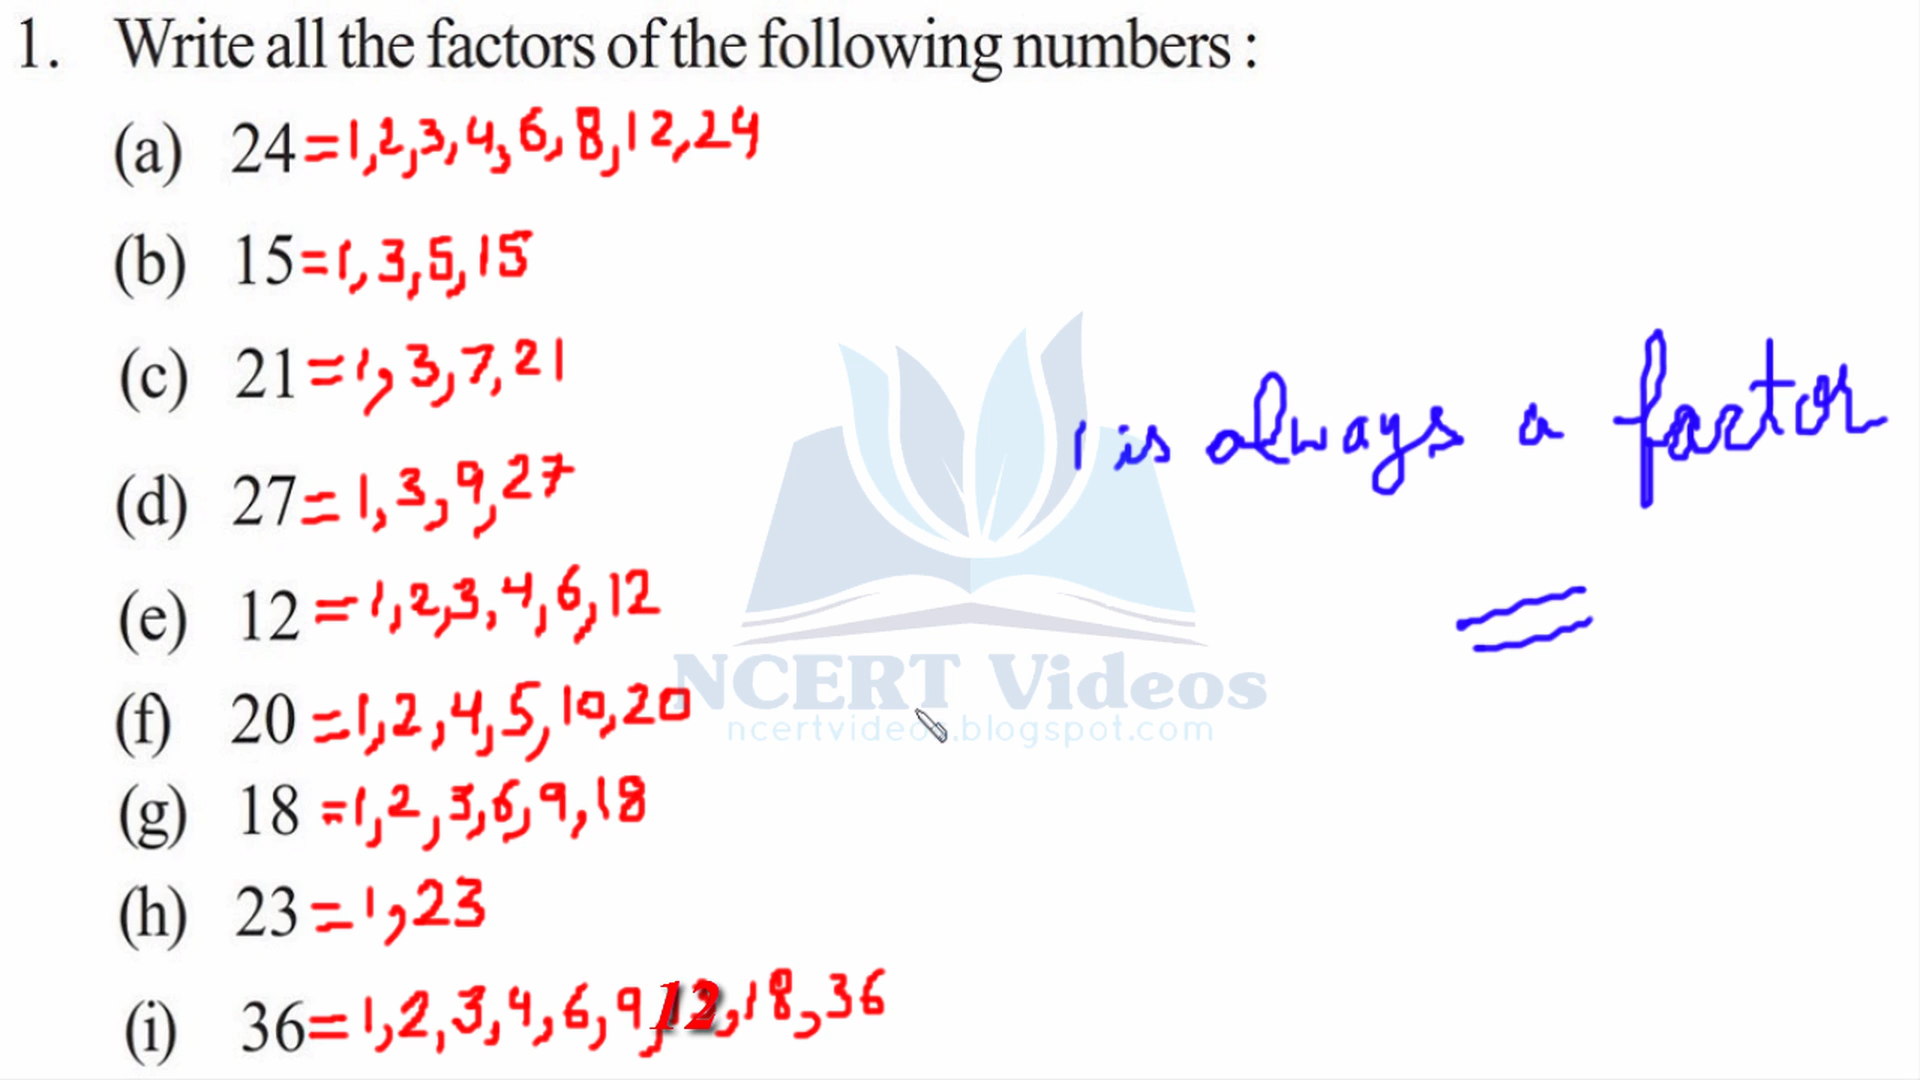 1. Write all the factors of the following numbers :
(a) 24 =1,2,3,4,6,8,12,24
(b) 15 =1,3,5,15
(c) 21 =1,3,7,21
1 is always a factor
(d) 27 =1,3,9,27
(e) 12 =1,2,3,4,6,12
NCERT Videos
(f) 20 =1,2,4,5,10,20
ncertvideos.blogspot.com
(g) 18 =1,2,3,6,9,18
(h) 23 =1,23
(i) 36 =1,2,3,4,6,9,12,18,36